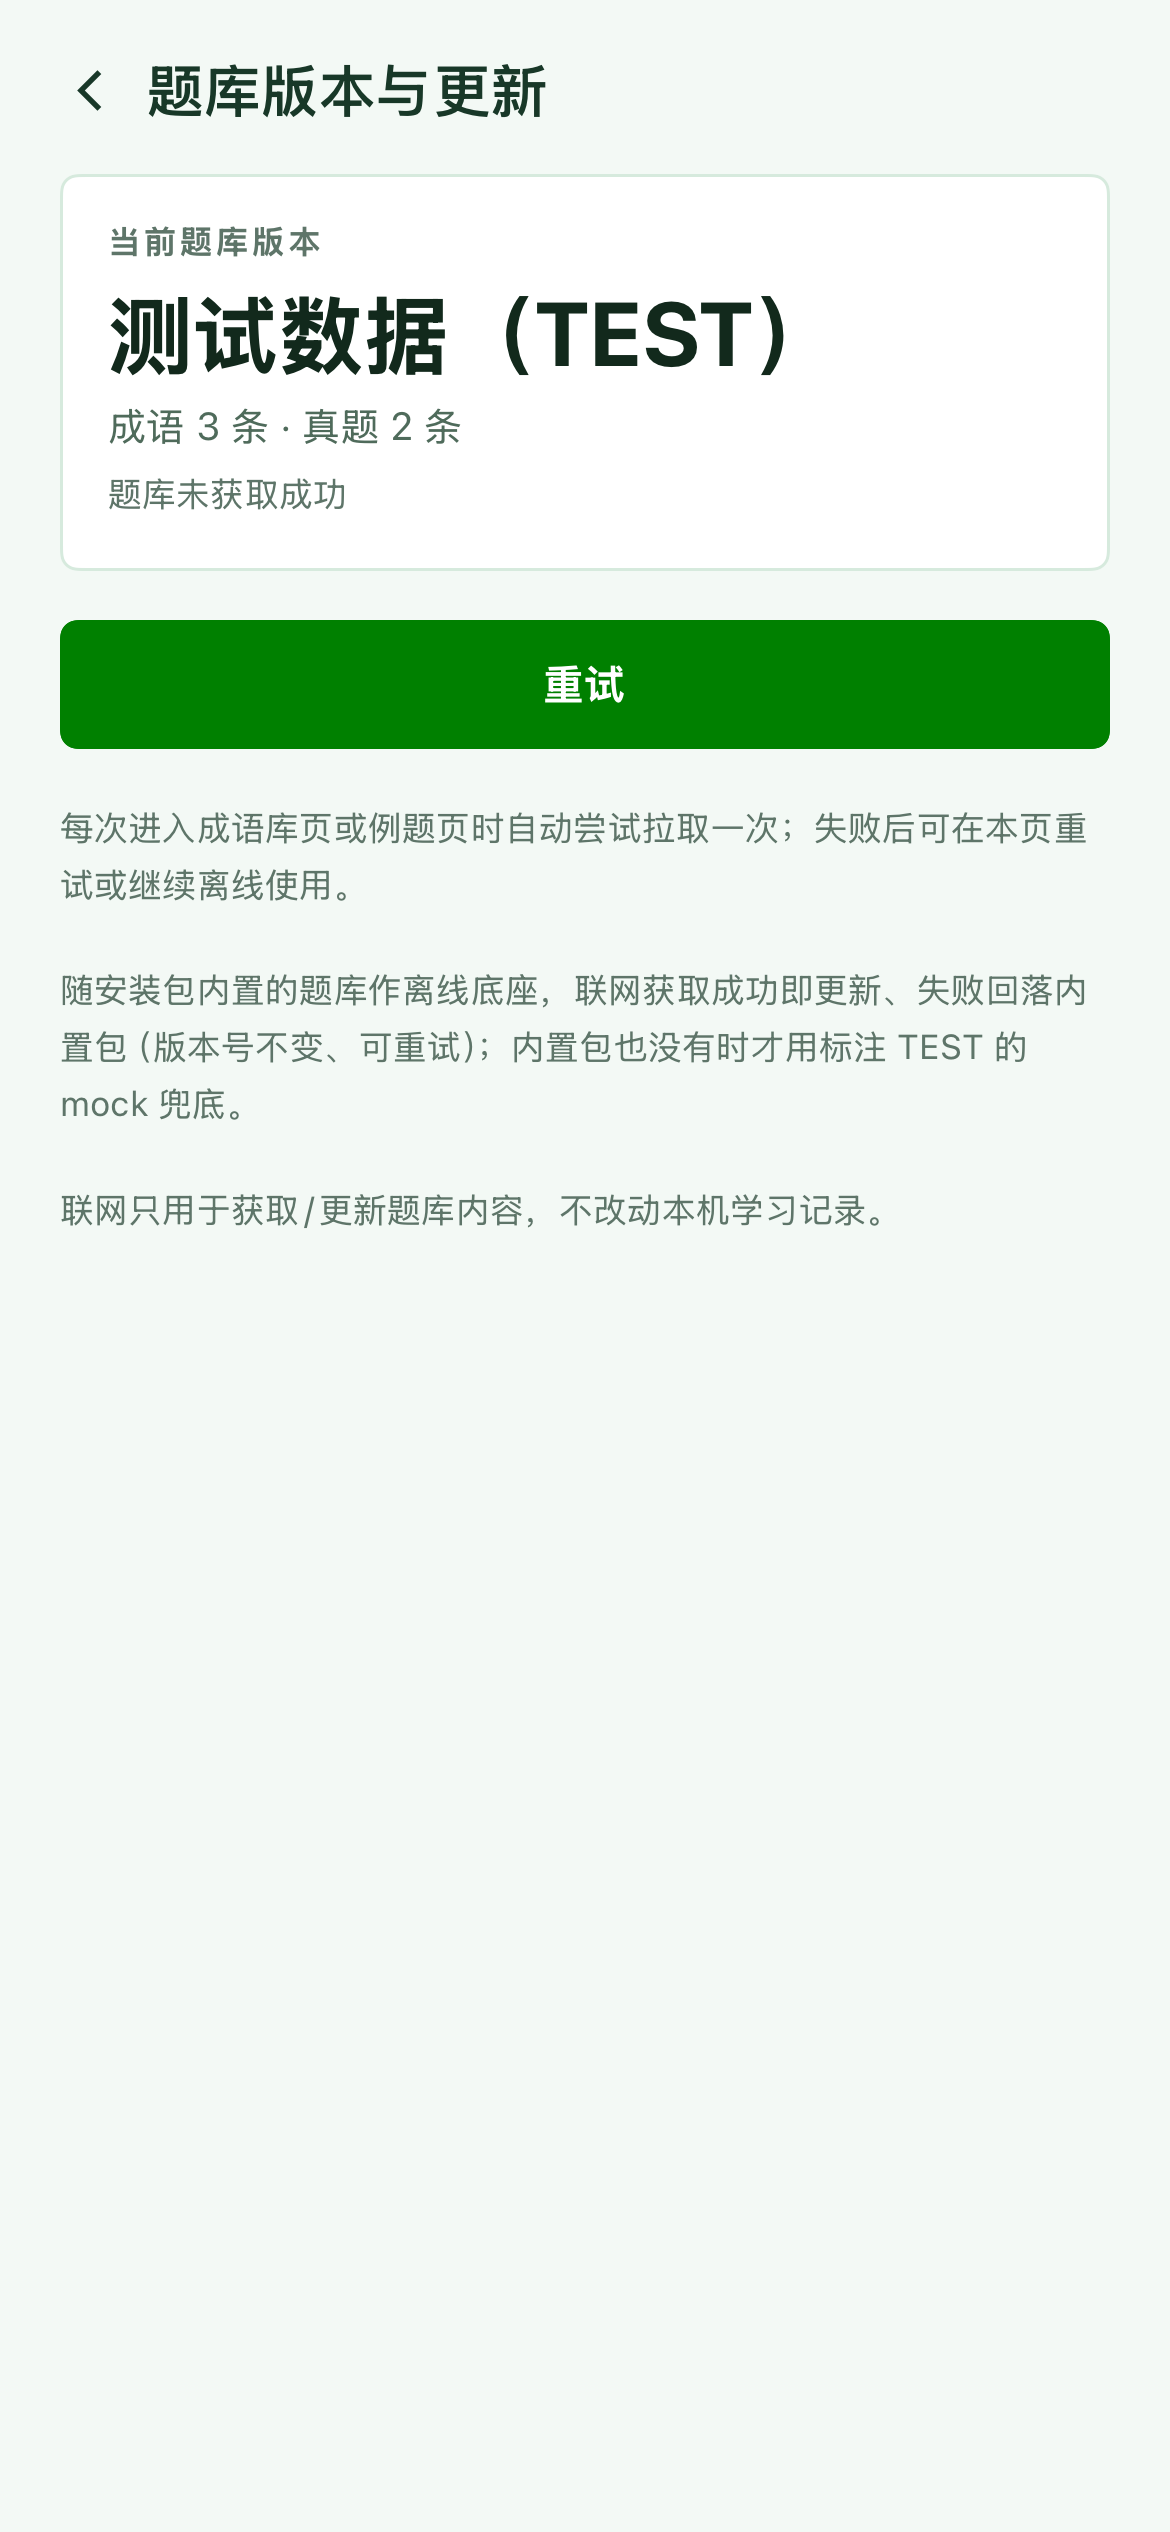 题库版本与更新
当前题库版本
测试数据（TEST）
成语 3 条 · 真题 2 条
题库未获取成功
重试
每次进入成语库页或例题页时自动尝试拉取一次；失败后可在本页重
试或继续离线使用。
随安装包内置的题库作离线底座，联网获取成功即更新、失败回落内
置包（版本号不变、可重试）；内置包也没有时才用标注 TEST 的
mock 兜底。
联网只用于获取/更新题库内容，不改动本机学习记录。